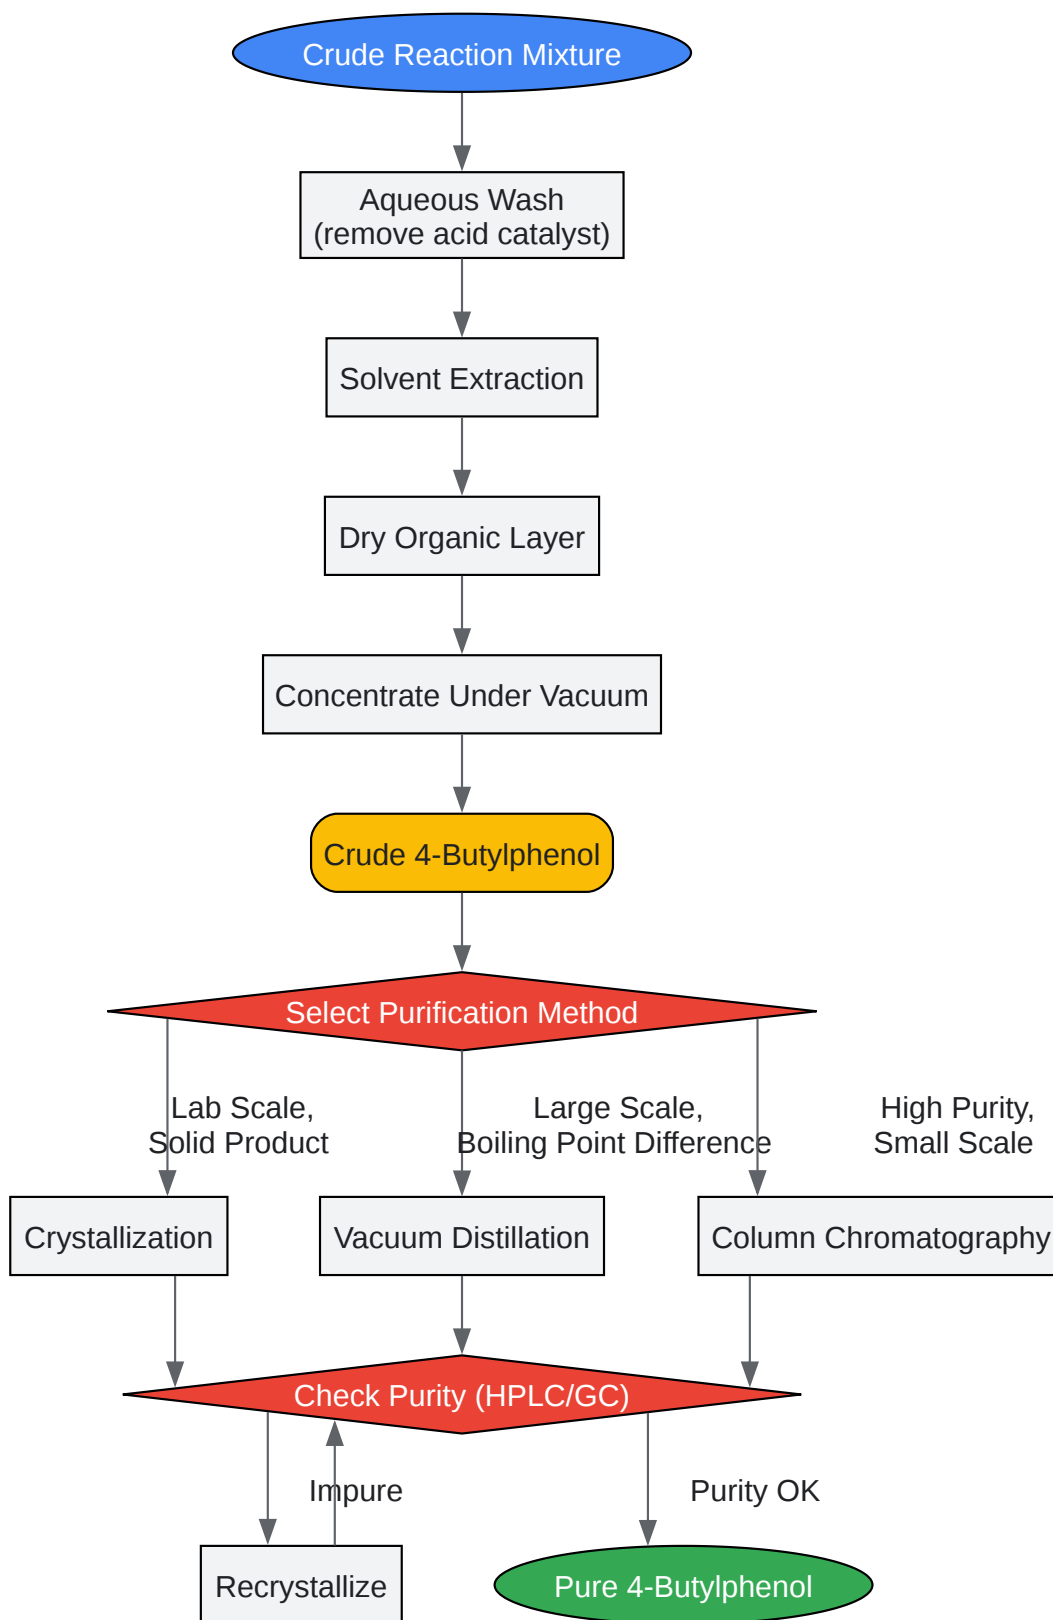 Crude Reaction Mixture
Aqueous Wash
(remove acid catalyst)
Solvent Extraction
Dry Organic Layer
Concentrate Under Vacuum
Crude 4-Butylphenol
Select Purification Method
Lab Scale,
Solid Product
Large Scale,
Boiling Point Difference
High Purity,
Small Scale
Crystallization
Vacuum Distillation
Column Chromatography
Check Purity (HPLC/GC)
Impure
Purity OK
Recrystallize
Pure 4-Butylphenol